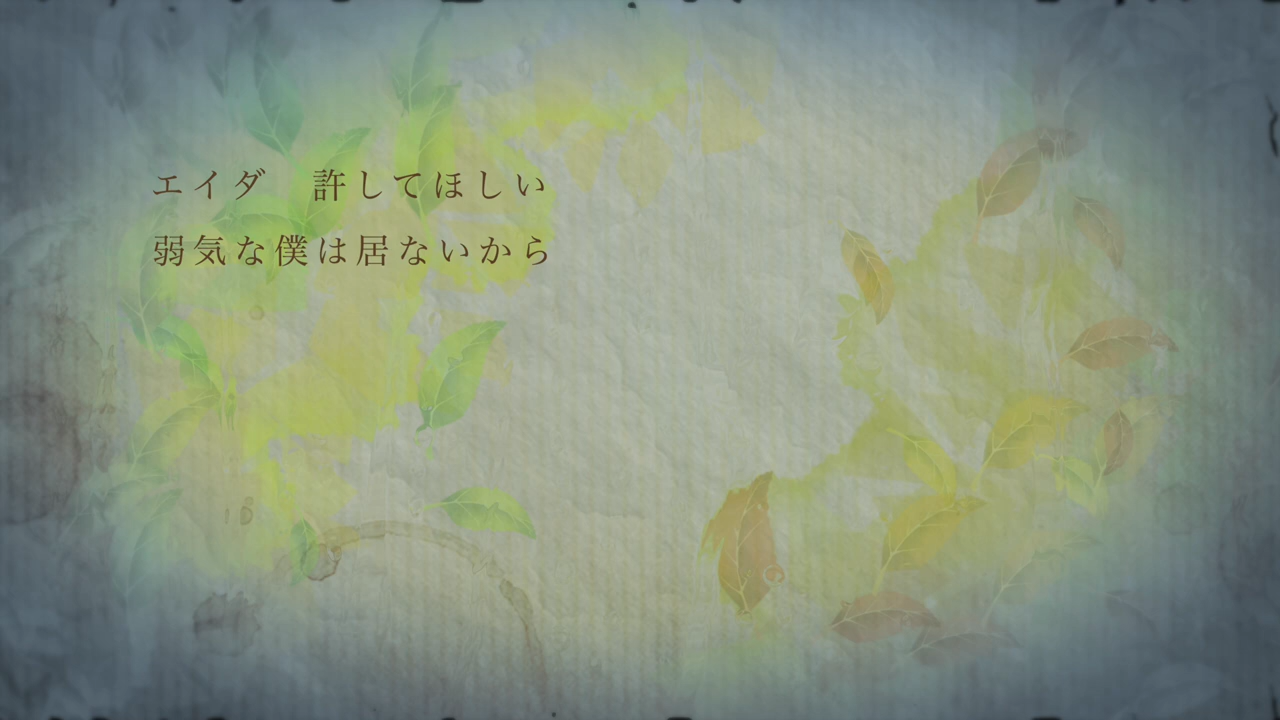 エイダ　許してほしい
弱気な僕は居ないから